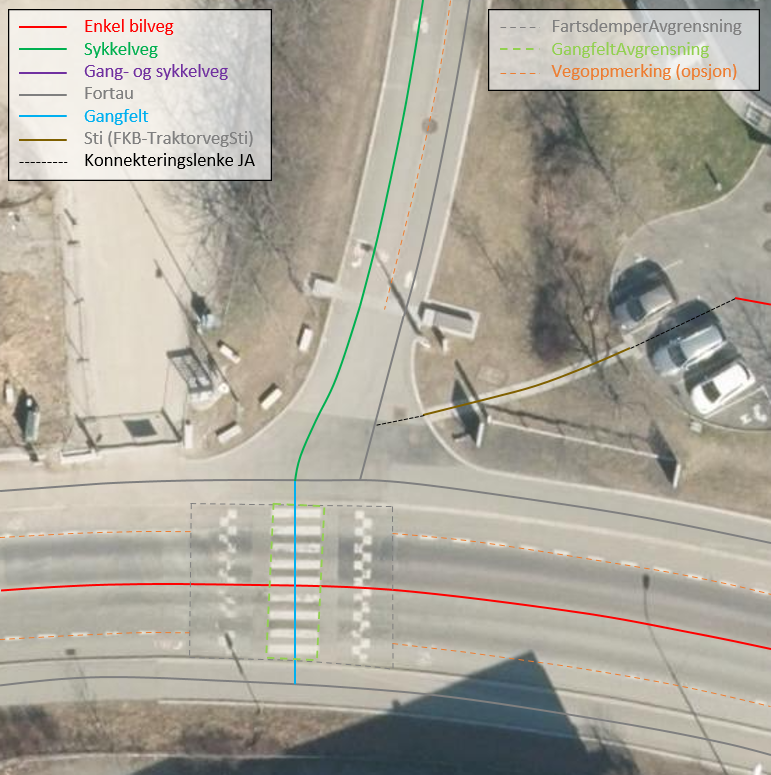 Enkel bilveg
Sykkelveg
Gang- og sykkelveg
Fortau
Gangfelt
Sti (FKB-TraktorvegSti)
Konnekteringslenke JA
FartsdemperAvgrensning
GangfeltAvgrensning
Vegoppmerking (opsjon)